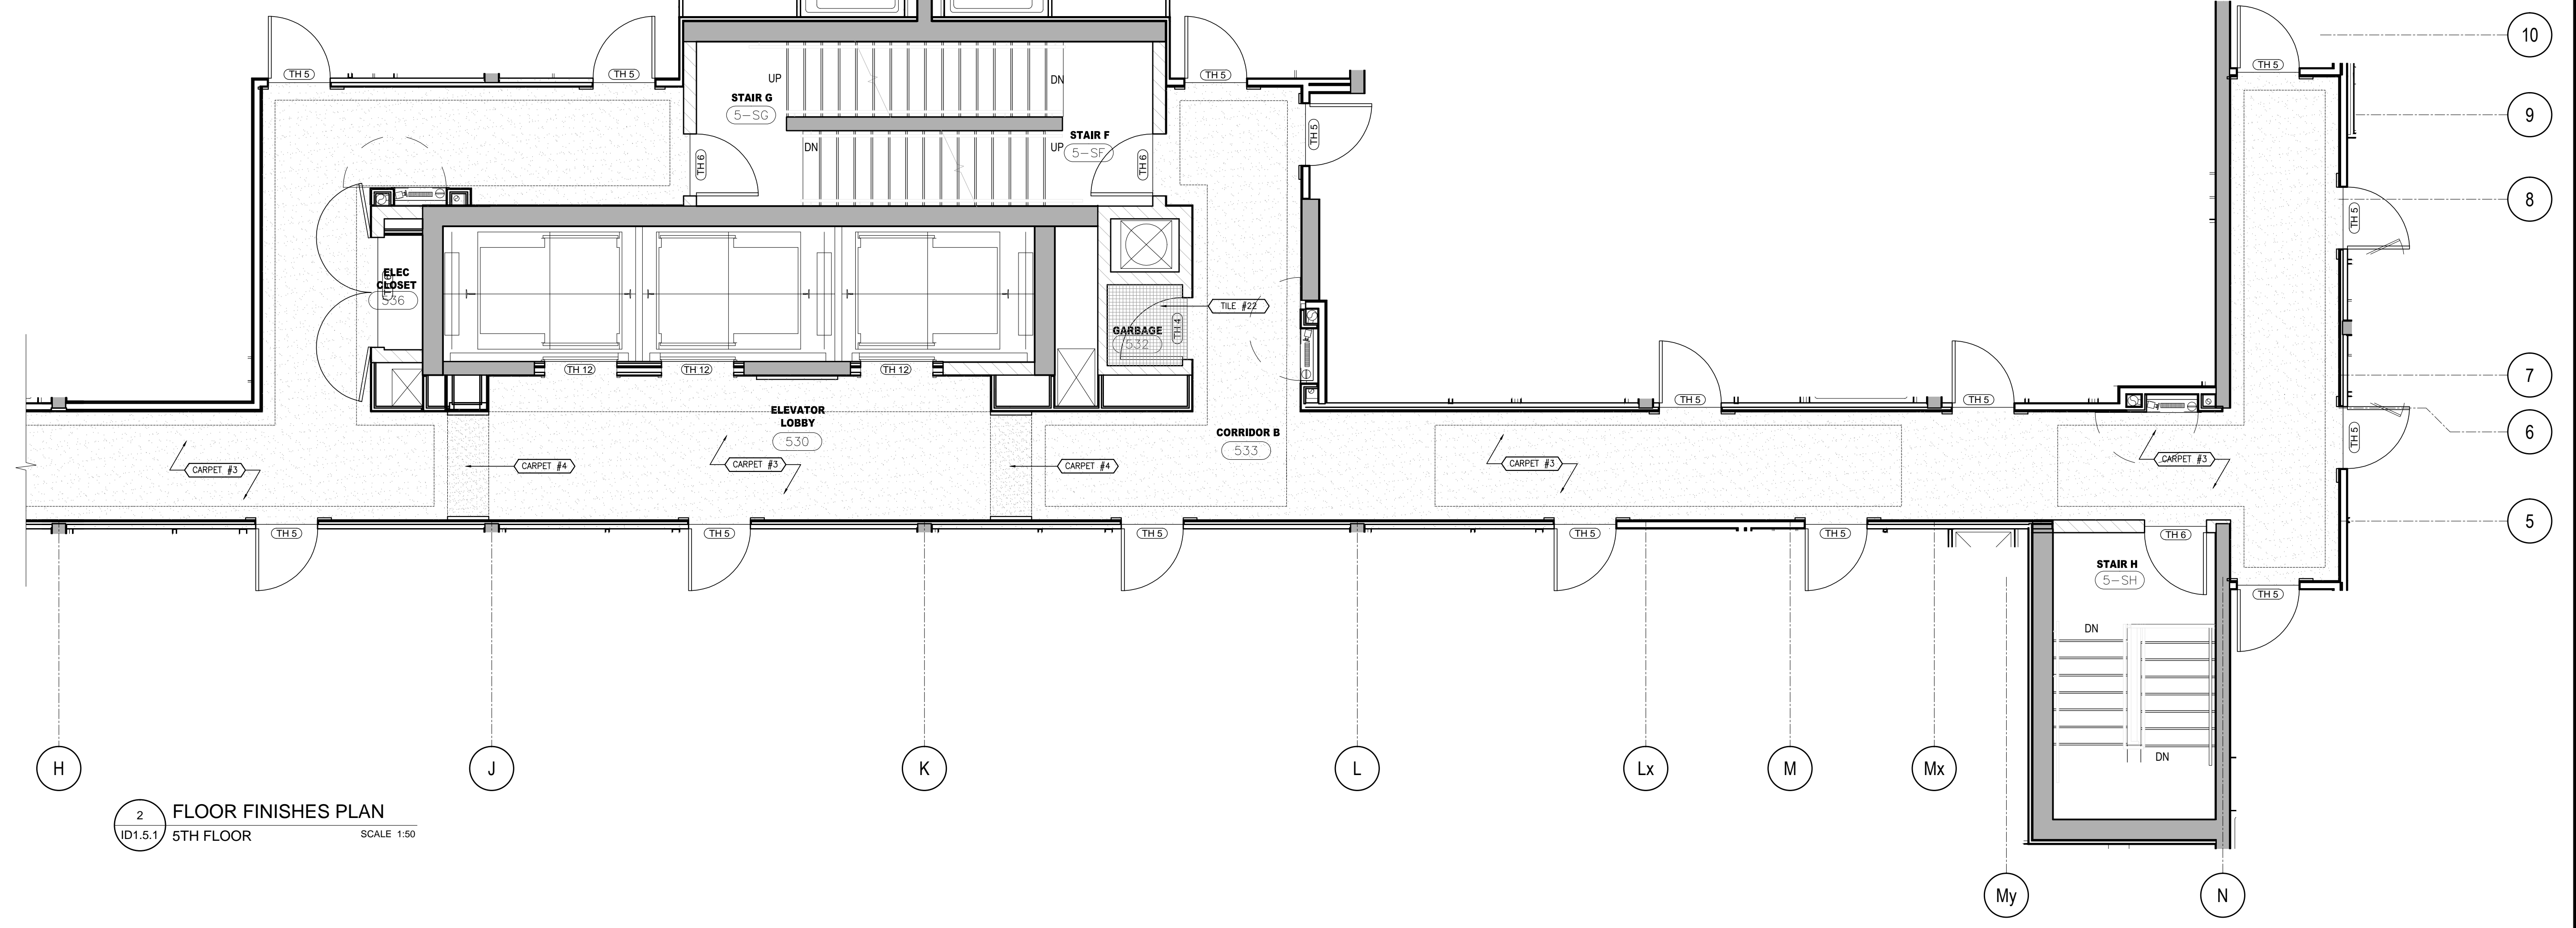 10
TH 5
TH 5
TH 5
TH 5
UP
DN
STAIR G
5-SG
9
STAIR F
5-SF
TH 5
DN
UP
TH 6
TH 6
8
TH 5
ELEC
CLOSET
536
TILE #22
GARBAGE
532
TH 4
TH 12
TH 12
TH 12
7
TH 5
TH 5
ELEVATOR
LOBBY
530
CORRIDOR B
533
6
TH 5
CARPET #3
CARPET #4
CARPET #3
CARPET #4
CARPET #3
CARPET #3
5
TH 5
TH 5
TH 5
TH 5
TH 5
TH 6
STAIR H
5-SH
TH 5
DN
DN
H
J
K
L
Lx
M
Mx
2
ID1.5.1
FLOOR FINISHES PLAN
5TH FLOOR
SCALE 1:50
My
N